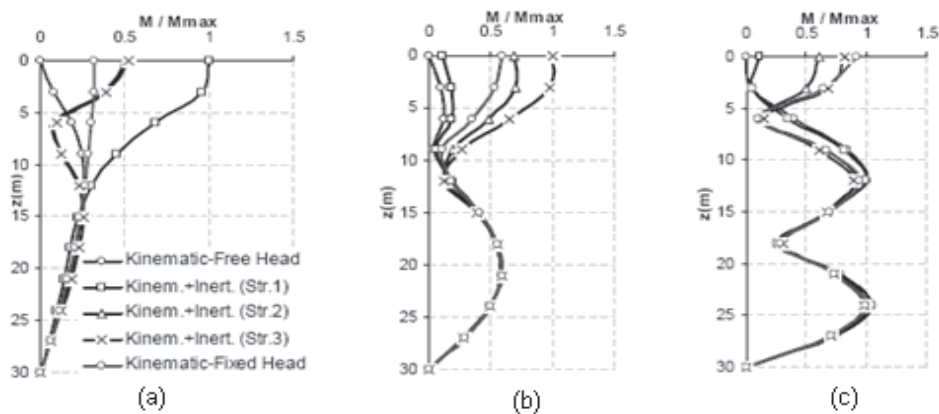 M / Mmax
M / Mmax
M / Mmax
0 0.5 1 1.5
0 0.5 1 1.5
0 0.5 1 1.5
0
5
10
15
20
25
30
z(m)
Kinematic-Free Head
Kinem.+Inert. (Str.1)
Kinem.+Inert. (Str.2)
Kinem.+Inert. (Str.3)
Kinematic-Fixed Head
0
5
10
15
20
25
30
z(m)
0
5
10
15
20
25
30
z(m)
(a)
(b)
(c)